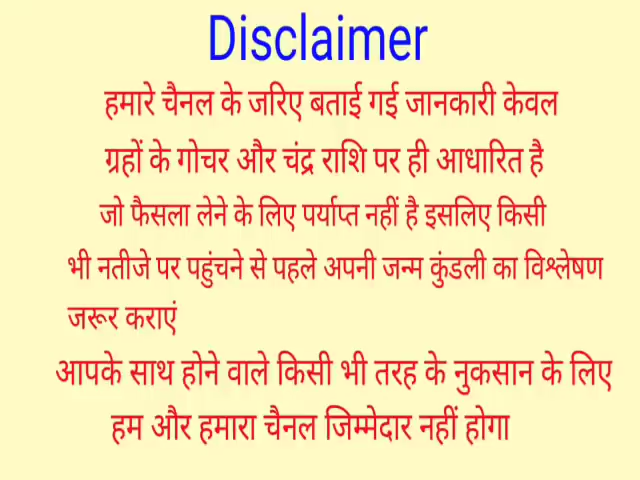 Disclaimer
हमारे चैनल के जरिए बताई गई जानकारी केवल
ग्रहों के गोचर और चंद्र राशि पर ही आधारित है
जो फैसला लेने के लिए पर्याप्त नहीं है इसलिए किसी
भी नतीजे पर पहुंचने से पहले अपनी जन्म कुंडली का विश्लेषण
जरूर कराएं
आपके साथ होने वाले किसी भी तरह के नुकसान के लिए
हम और हमारा चैनल जिम्मेदार नहीं होगा